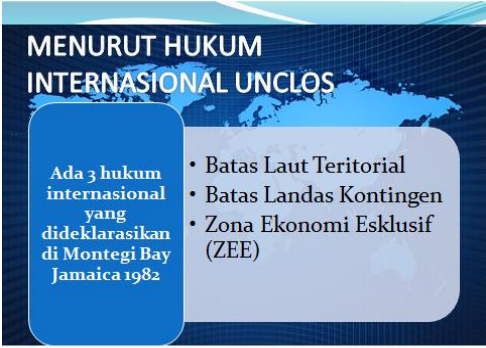 MENURUT HUKUM
INTERNASIONAL UNCLOS
Ada 3 hukum
internasional
yang
dideklarasikan
di Montegi Bay
Jamaica 1982
• Batas Laut Teritorial
• Batas Landas Kontingen
• Zona Ekonomi Esklusif
(ZEE)